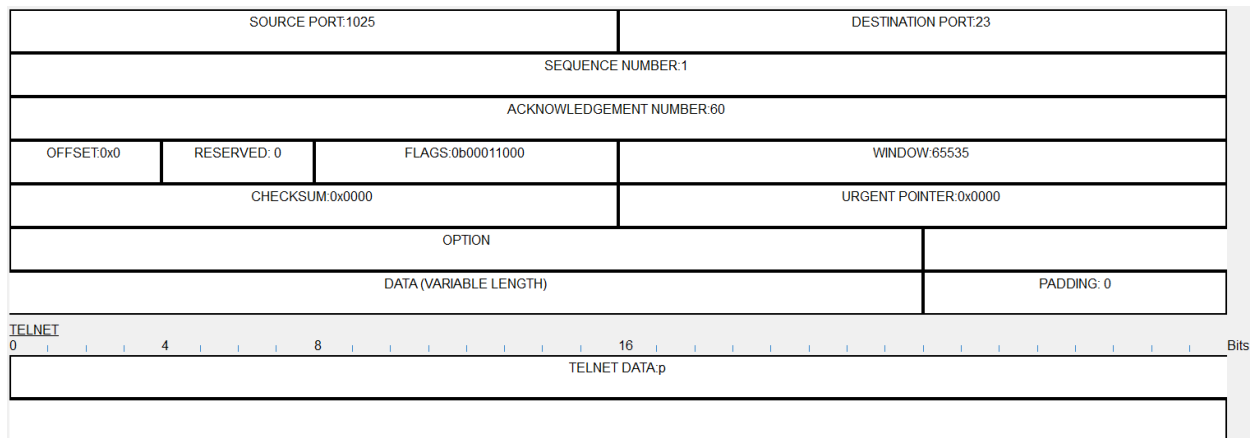 SOURCE PORT:1025 DESTINATION PORT:23
SEQUENCE NUMBER:1
ACKNOWLEDGEMENT NUMBER:60
OFFSET:0x0 RESERVED: 0 FLAGS:0b00011000 WINDOW:65535
CHECKSUM:0x0000 URGENT POINTER:0x0000
OPTION
DATA (VARIABLE LENGTH) PADDING: 0
TELNET
0 4 8 16 Bits
TELNET DATA:p